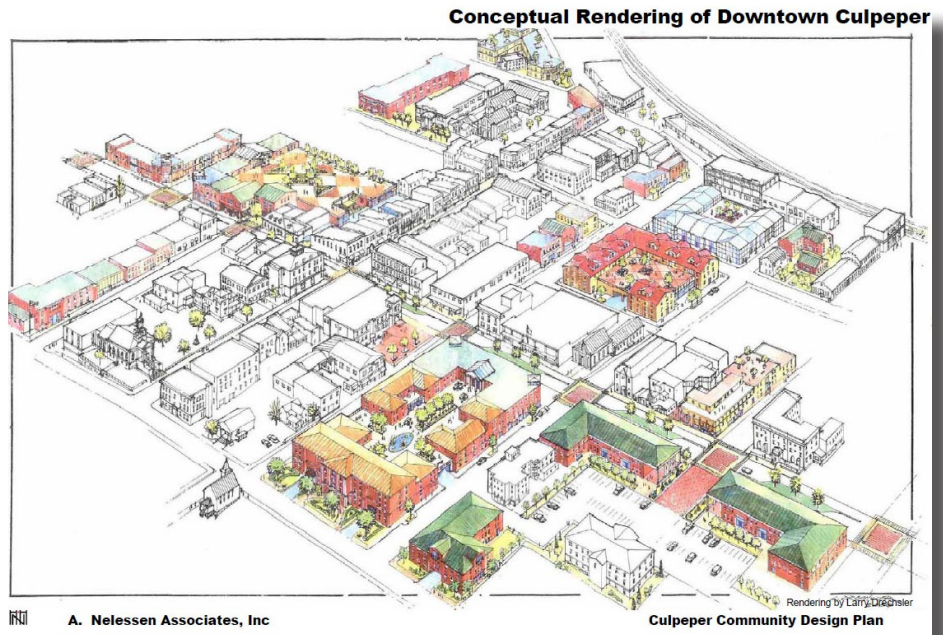 Conceptual Rendering of Downtown Culpeper
Rendering by Larry Drechsler
A. Nelessen Associates, Inc
Culpeper Community Design Plan